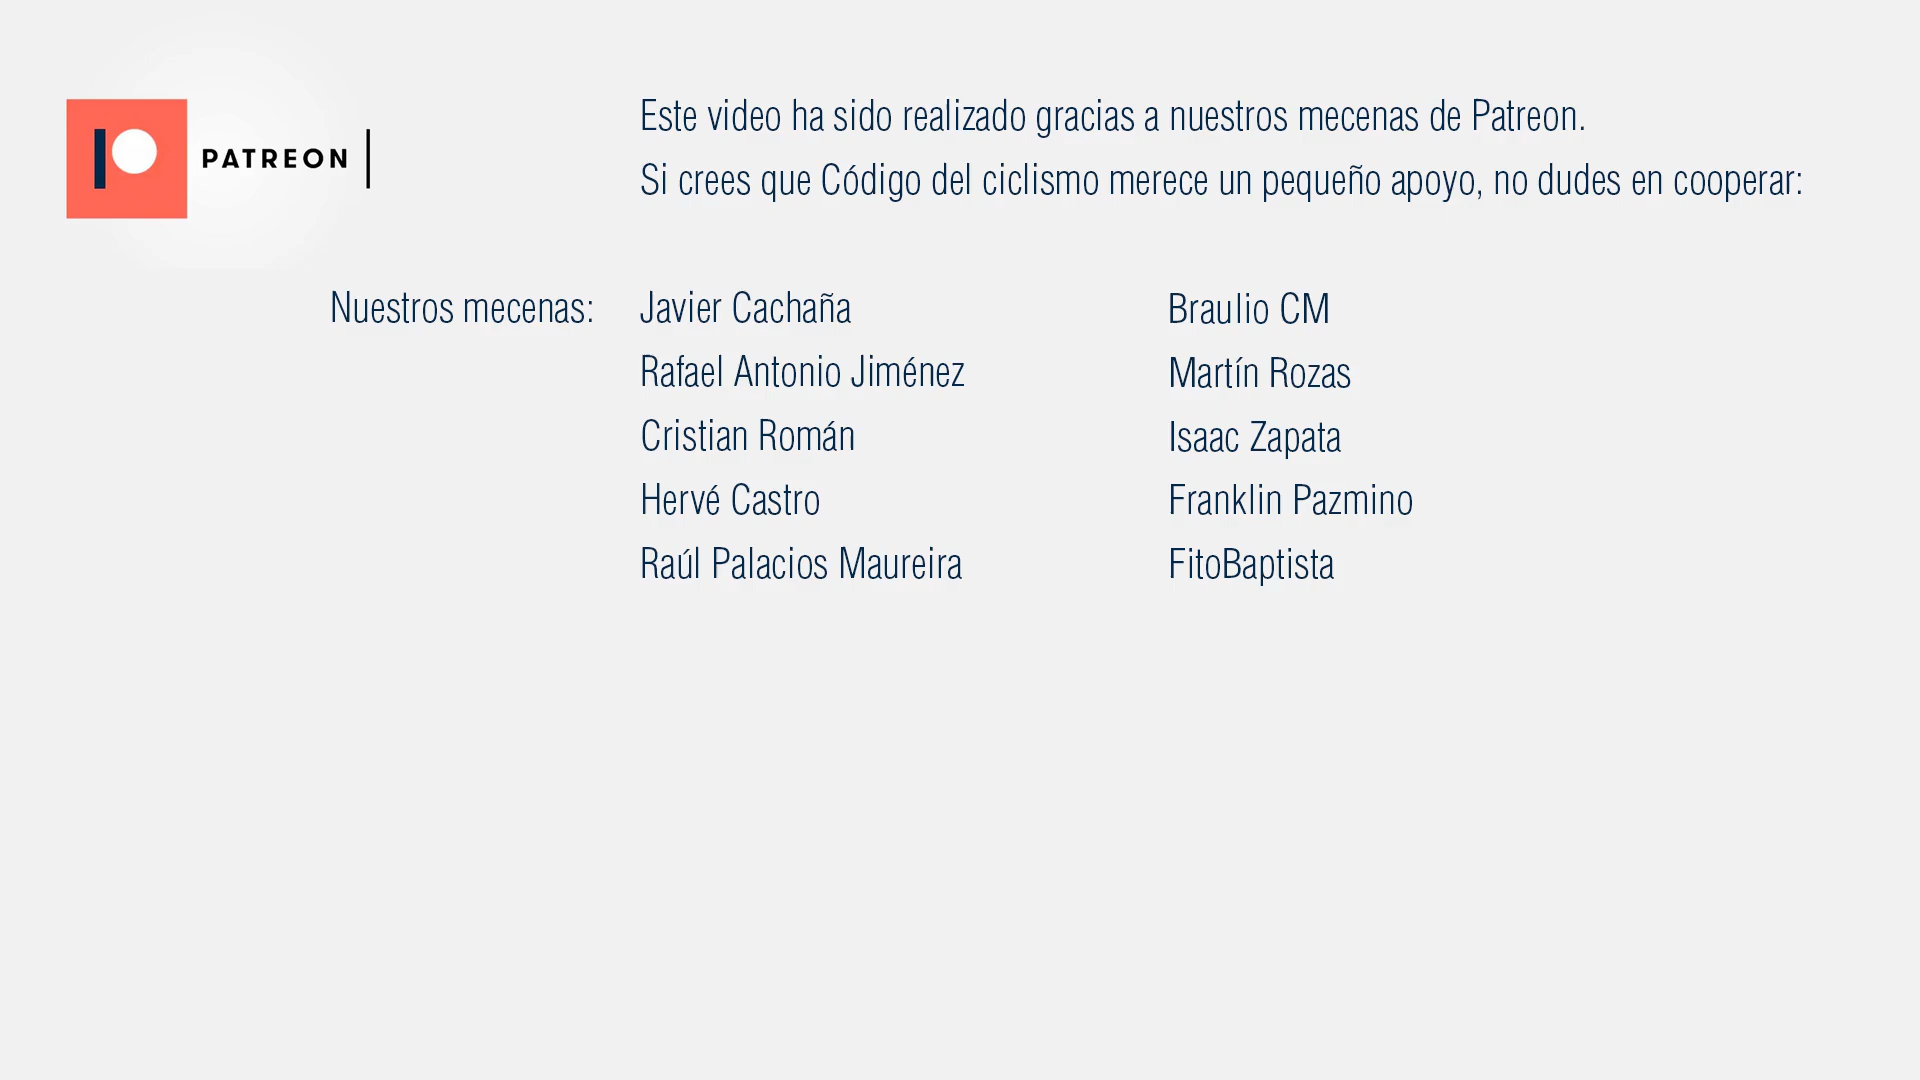 PATREON
Este video ha sido realizado gracias a nuestros mecenas de Patreon.
Si crees que Código del ciclismo merece un pequeño apoyo, no dudes en cooperar:
Nuestros mecenas:
Javier Cachaña
Rafael Antonio Jiménez
Cristian Román
Hervé Castro
Raúl Palacios Maureira
Braulio CM
Martín Rozas
Isaac Zapata
Franklin Pazmino
FitoBaptista